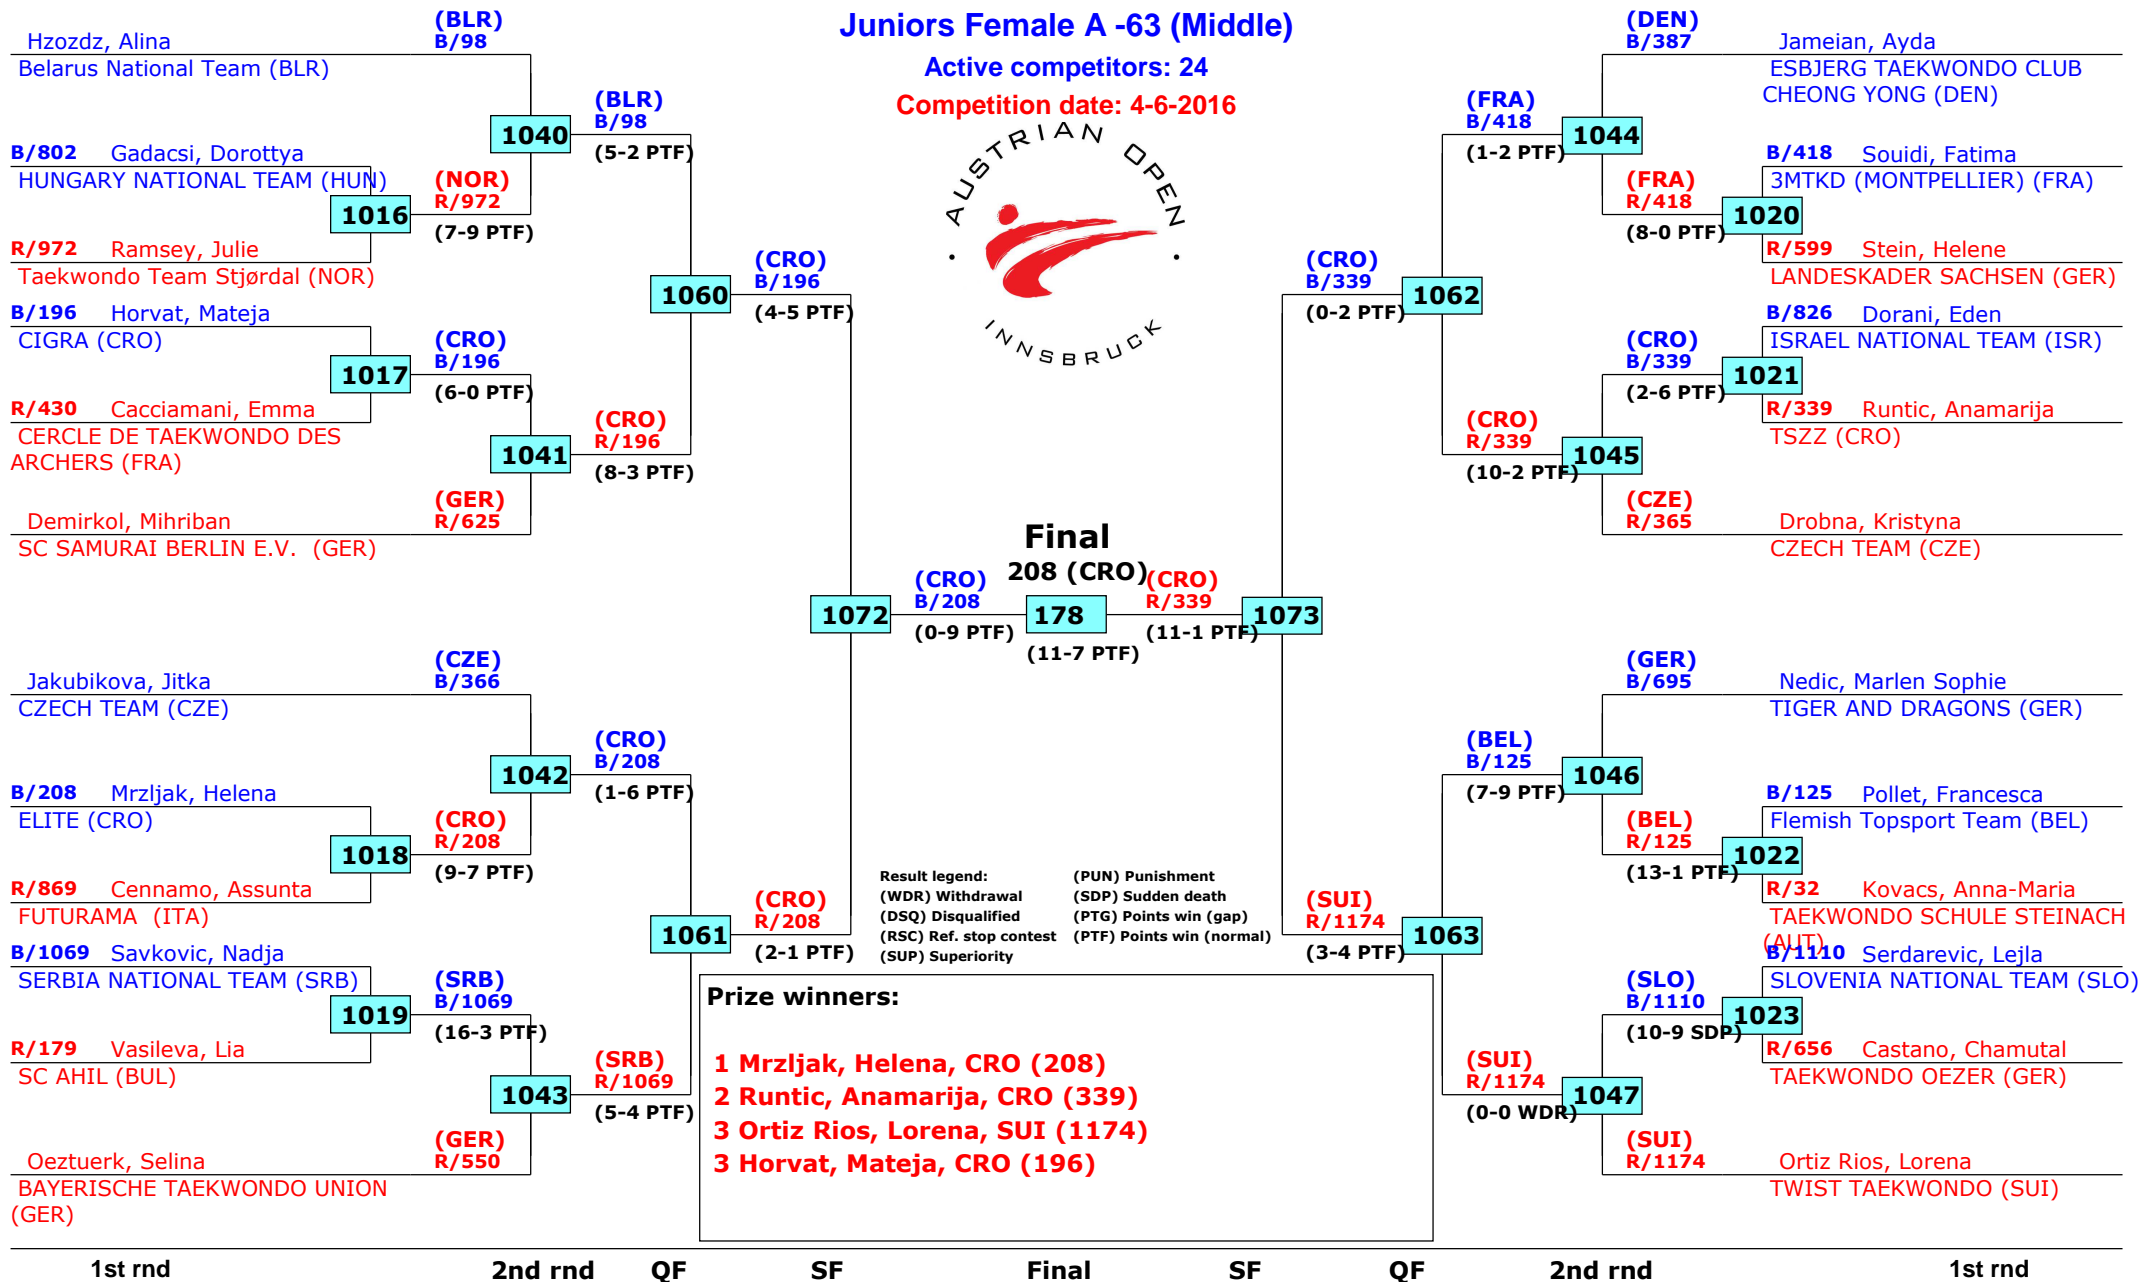 Juniors Female A -63 (Middle)
Active competitors: 24
Competition date: 4-6-2016
AUSTRIAN OPEN
INNSBRUCK
Hzozdz, Alina
Belarus National Team (BLR)
(BLR)
B/98
B/802 Gadacsi, Dorottya
HUNGARY NATIONAL TEAM (HUN)
1016
R/972 Ramsey, Julie
Taekwondo Team Stjørdal (NOR)
(NOR)
R/972
(7-9 PTF)
1040
(BLR)
B/98
(5-2 PTF)
B/196 Horvat, Mateja
CIGRA (CRO)
1017
R/430 Cacciamani, Emma
CERCLE DE TAEKWONDO DES
ARCHERS (FRA)
(CRO)
B/196
(6-0 PTF)
1041
(CRO)
R/196
(8-3 PTF)
Demirkol, Mihriban
SC SAMURAI BERLIN E.V. (GER)
(GER)
R/625
1060
(CRO)
B/196
(4-5 PTF)
Jakubikova, Jitka
CZECH TEAM (CZE)
(CZE)
B/366
B/208 Mrzljak, Helena
ELITE (CRO)
1018
R/869 Cennamo, Assunta
FUTURAMA (ITA)
(CRO)
R/208
(9-7 PTF)
1042
(CRO)
B/208
(1-6 PTF)
B/1069 Savkovic, Nadja
SERBIA NATIONAL TEAM (SRB)
1019
R/179 Vasileva, Lia
SC AHIL (BUL)
(SRB)
B/1069
(16-3 PTF)
1043
(SRB)
R/1069
(5-4 PTF)
Oeztuerk, Selina
BAYERISCHE TAEKWONDO UNION
(GER)
(GER)
R/550
1061
(CRO)
R/208
(2-1 PTF)
1072
(CRO)
B/208
(0-9 PTF)
Final
208 (CRO)
178
(11-7 PTF)
(CRO)
R/339
(11-1 PTF)
1073
(CRO)
B/339
(0-2 PTF)
1062
(FRA)
B/418
(1-2 PTF)
1044
(DEN)
B/387
Jameian, Ayda
ESBJERG TAEKWONDO CLUB
CHEONG YONG (DEN)
(FRA)
R/418
(8-0 PTF)
1020
B/418 Souidi, Fatima
3MTKD (MONTPELLIER) (FRA)
R/599 Stein, Helene
LANDESKADER SACHSEN (GER)
(CRO)
R/339
(10-2 PTF)
1045
(CRO)
B/339
(2-6 PTF)
1021
B/826 Dorani, Eden
ISRAEL NATIONAL TEAM (ISR)
R/339 Runtic, Anamarija
TSZZ (CRO)
(CZE)
R/365
Drobna, Kristyna
CZECH TEAM (CZE)
(SUI)
R/1174
(3-4 PTF)
1063
(BEL)
B/125
(7-9 PTF)
1046
(GER)
B/695
Nedic, Marlen Sophie
TIGER AND DRAGONS (GER)
(BEL)
R/125
(13-1 PTF)
1022
B/125 Pollet, Francesca
Flemish Topsport Team (BEL)
R/32 Kovacs, Anna-Maria
TAEKWONDO SCHULE STEINACH
(AUT)
(SUI)
R/1174
(0-0 WDR)
1047
(SLO)
B/1110
(10-9 SDP)
1023
B/1110 Serdarevic, Lejla
SLOVENIA NATIONAL TEAM (SLO)
R/656 Castano, Chamutal
TAEKWONDO OEZER (GER)
(SUI)
R/1174
Ortiz Rios, Lorena
TWIST TAEKWONDO (SUI)
Result legend:
(WDR) Withdrawal
(DSQ) Disqualified
(RSC) Ref. stop contest
(SUP) Superiority
(PUN) Punishment
(SDP) Sudden death
(PTG) Points win (gap)
(PTF) Points win (normal)
Prize winners:
1 Mrzljak, Helena, CRO (208)
2 Runtic, Anamarija, CRO (339)
3 Ortiz Rios, Lorena, SUI (1174)
3 Horvat, Mateja, CRO (196)
1st rnd 2nd rnd QF SF Final SF QF 2nd rnd 1st rnd